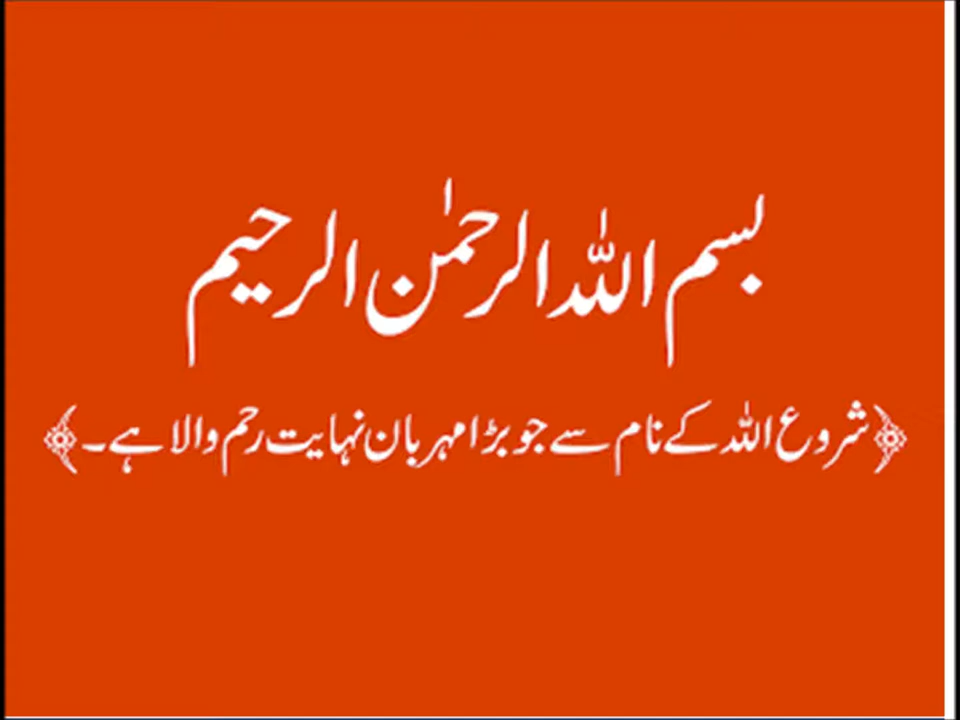 بسم اللہ الرحمٰن الرحیم
﴿شروع اللہ کے نام سے جو بڑا مہربان نہایت رحم والا ہے۔﴾